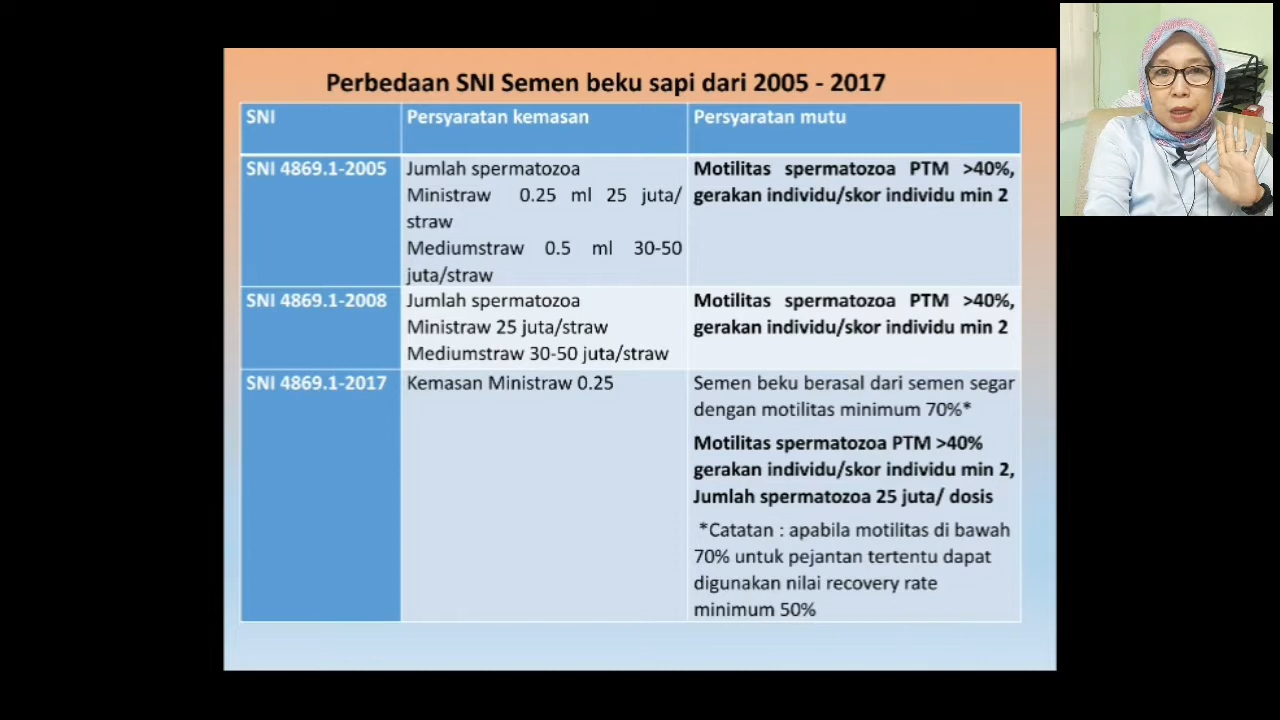 Perbedaan SNI Semen beku sapi dari 2005 - 2017
SNI
Persyaratan kemasan
Persyaratan mutu
SNI 4869.1-2005
Jumlah spermatozoa
Ministraw 0.25 ml 25 juta/
straw
Mediumstraw 0.5 ml 30-50
juta/straw
Motilitas spermatozoa PTM >40%,
gerakan individu/skor individu min 2
SNI 4869.1-2008
Jumlah spermatozoa
Ministraw 25 juta/straw
Mediumstraw 30-50 juta/straw
Motilitas spermatozoa PTM >40%,
gerakan individu/skor individu min 2
SNI 4869.1-2017
Kemasan Ministraw 0.25
Semen beku berasal dari semen segar
dengan motilitas minimum 70%*
Motilitas spermatozoa PTM >40%
gerakan individu/skor individu min 2,
Jumlah spermatozoa 25 juta/ dosis
*Catatan : apabila motilitas di bawah
70% untuk pejantan tertentu dapat
digunakan nilai recovery rate
minimum 50%